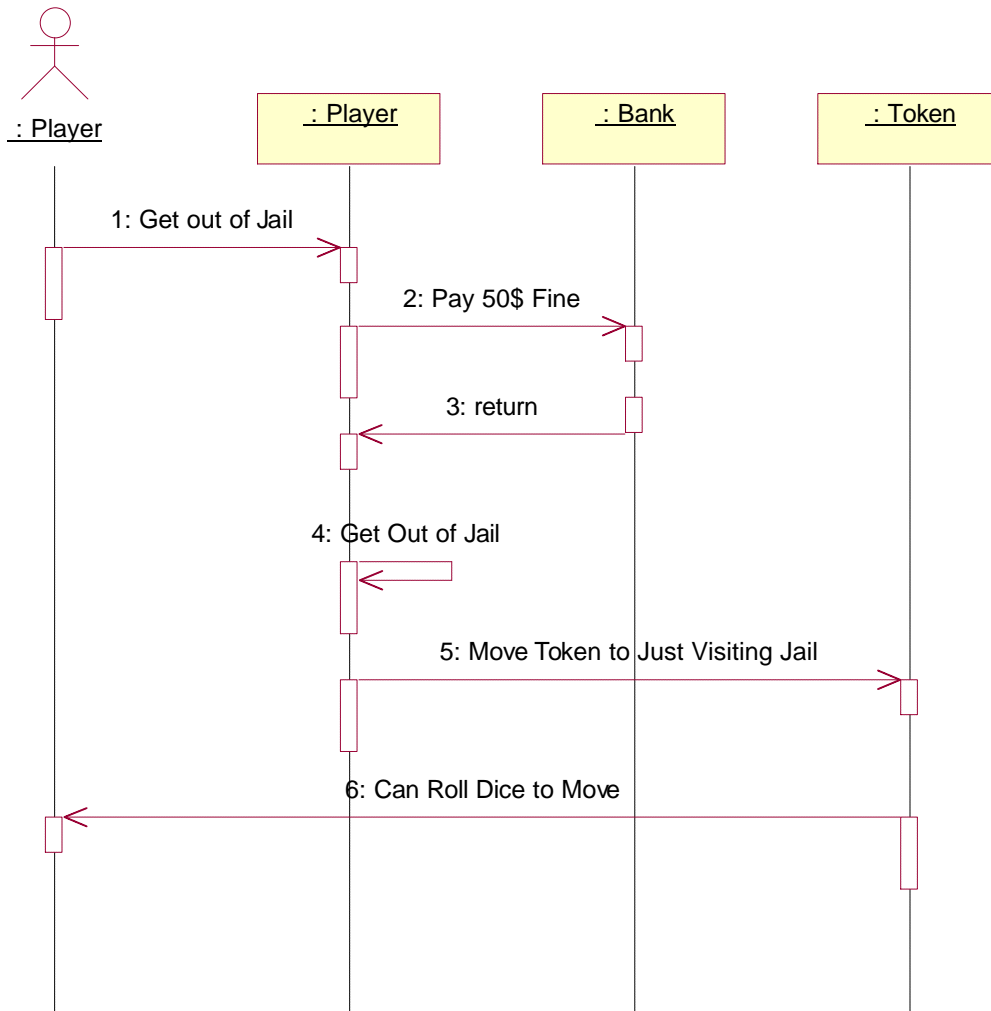 : Player
: Player
: Bank
: Token
1: Get out of Jail
2: Pay 50$ Fine
3: return
4: Get Out of Jail
5: Move Token to Just Visiting Jail
6: Can Roll Dice to Move